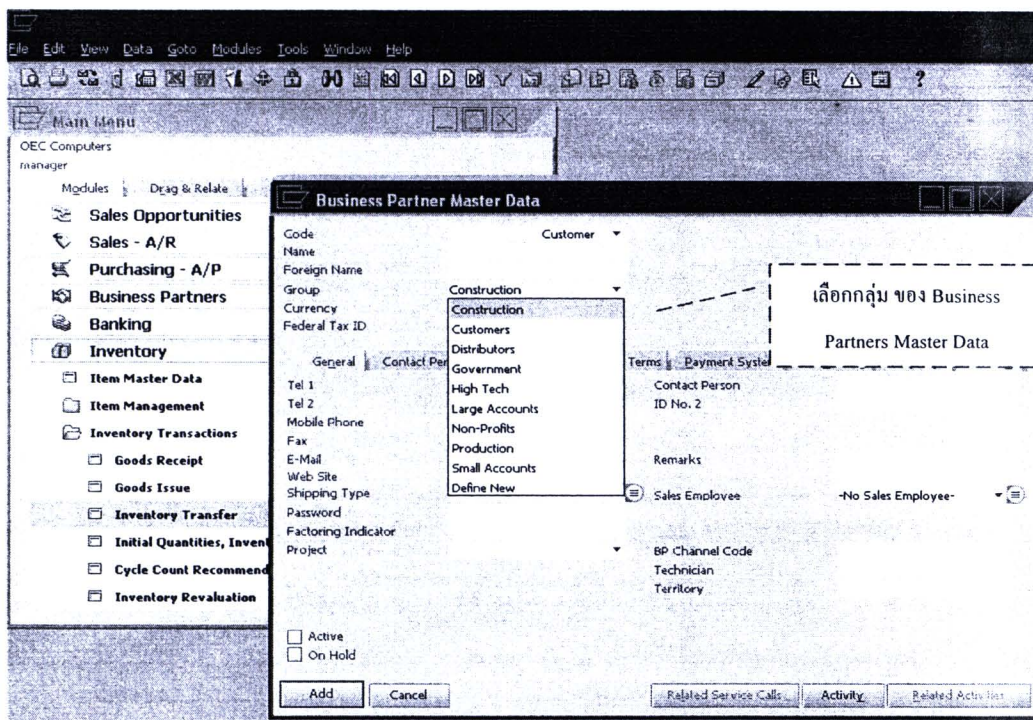 File Edit View Data Goto Modules Tools Window Help
Main Menu
OEC Computers
manager
Modules Drag & Relate
Sales Opportunities
Sales - A/R
Purchasing - A/P
Business Partners
Banking
Inventory
Item Master Data
Item Management
Inventory Transactions
Goods Receipt
Goods Issue
Inventory Transfer
Initial Quantities, Invent
Cycle Count Recommend
Inventory Revaluation
Business Partner Master Data
Code Customer
Name
Foreign Name
Group Construction
Currency
Federal Tax ID
Construction
Customers
Distributors
Government
High Tech
Large Accounts
Non-Profits
Production
Small Accounts
Define New
General Contact Per Terms Payment System
Tel 1 Contact Person
Tel 2 ID No. 2
Mobile Phone
Fax
E-Mail Remarks
Web Site
Shipping Type Sales Employee -No Sales Employee-
Password
Factoring Indicator
Project BP Channel Code
Technician
Territory
Active
On Hold
Add Cancel Related Service Calls Activity Related Activities
เลือกกลุ่ม ของ Business
Partners Master Data